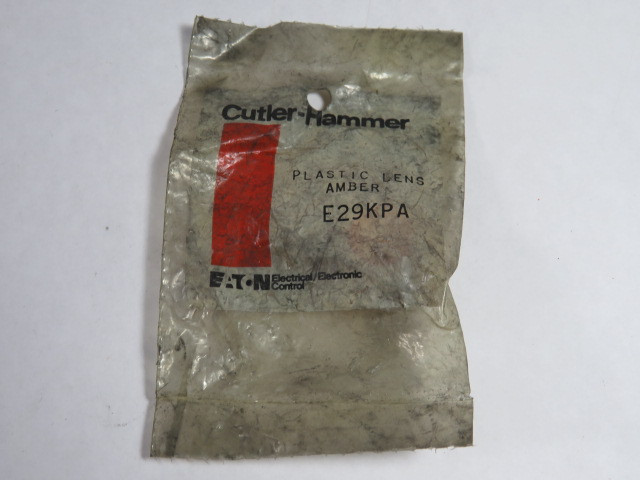 Cutler-Hammer
PLASTIC LENS
AMBER
E29KPA
EATON Electrical/Electronic
Control